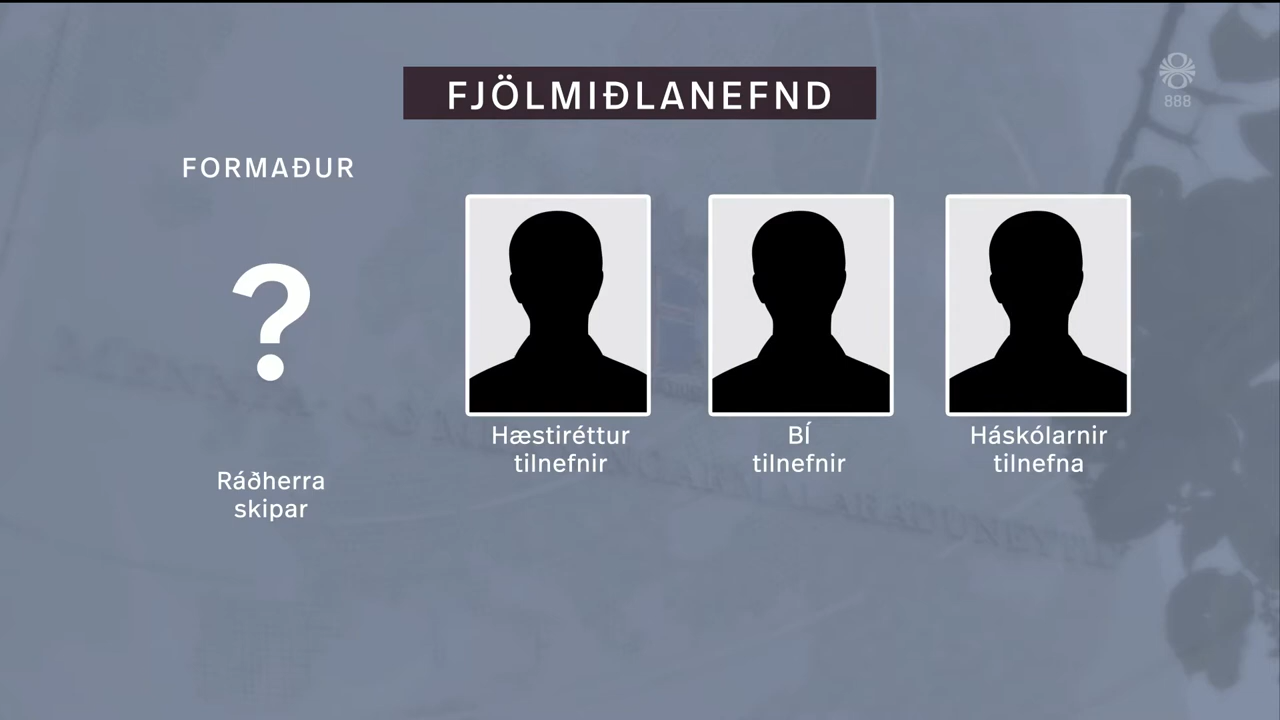 FJÖLMIÐLANEFND
888
FORMAÐUR
?
Ráðherra
skipar
Hæstiréttur
tilnefnir
BÍ
tilnefnir
Háskólarnir
tilnefna